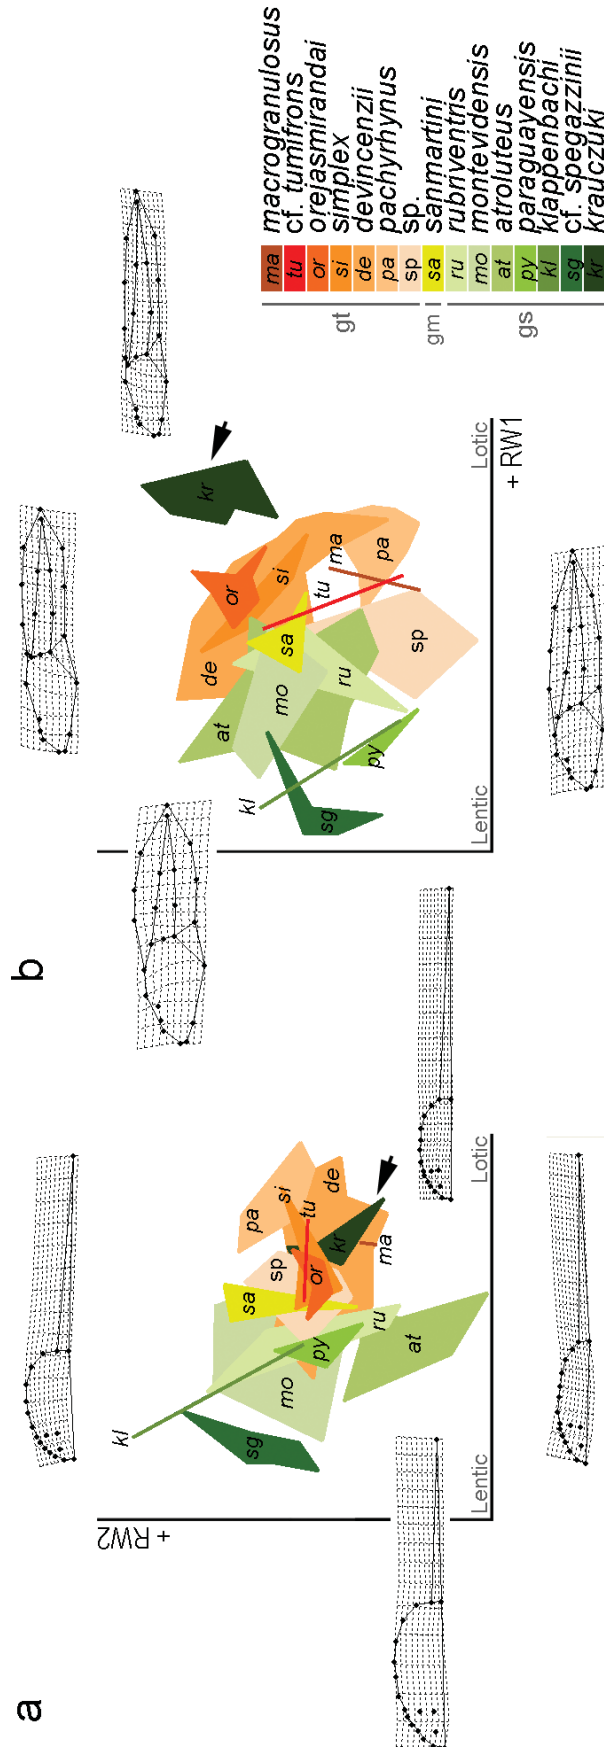 a
+ RW2
kl
sg
mo
sa
sp
pa
si
tu
de
or
kr
py
ru
ma
at
Lentic
Lotic
b
de
or
kr
at
si
sa
tu
ma
mo
kl
ru
pa
py
sp
sg
Lentic
Lotic
+ RW1
ma macrogranulosus
tu cf. tumifrons
or orejasmirandai
si simplex
de devincenzii
pa pachyrhynus
sp sp.
sa sanmartini
ru rubriventris
mo montevidensis
at atroluteus
py paraguayensis
kl klappenbachi
sg cf. spegazzinii
kr krauczuki
gt
gm
gs